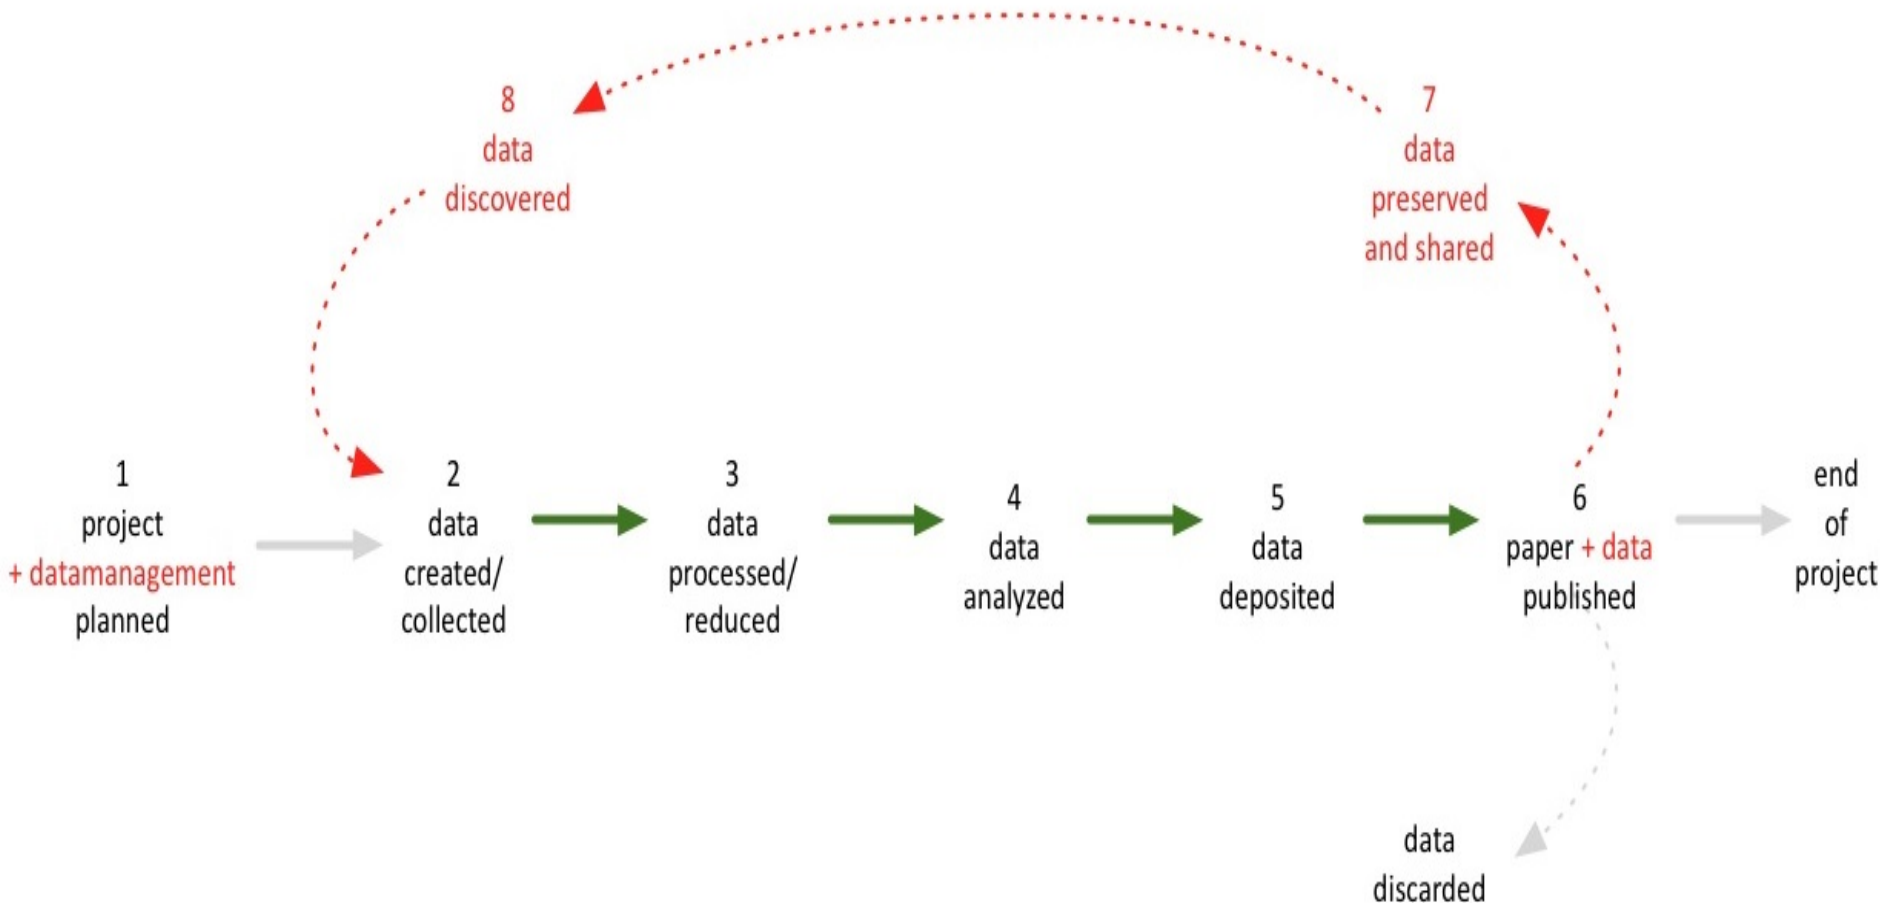 8
data
discovered
7
data
preserved
and shared
1
project
+ datamanagement
planned
2
data
created/
collected
3
data
processed/
reduced
4
data
analyzed
5
data
deposited
6
paper + data
published
end
of
project
data
discarded